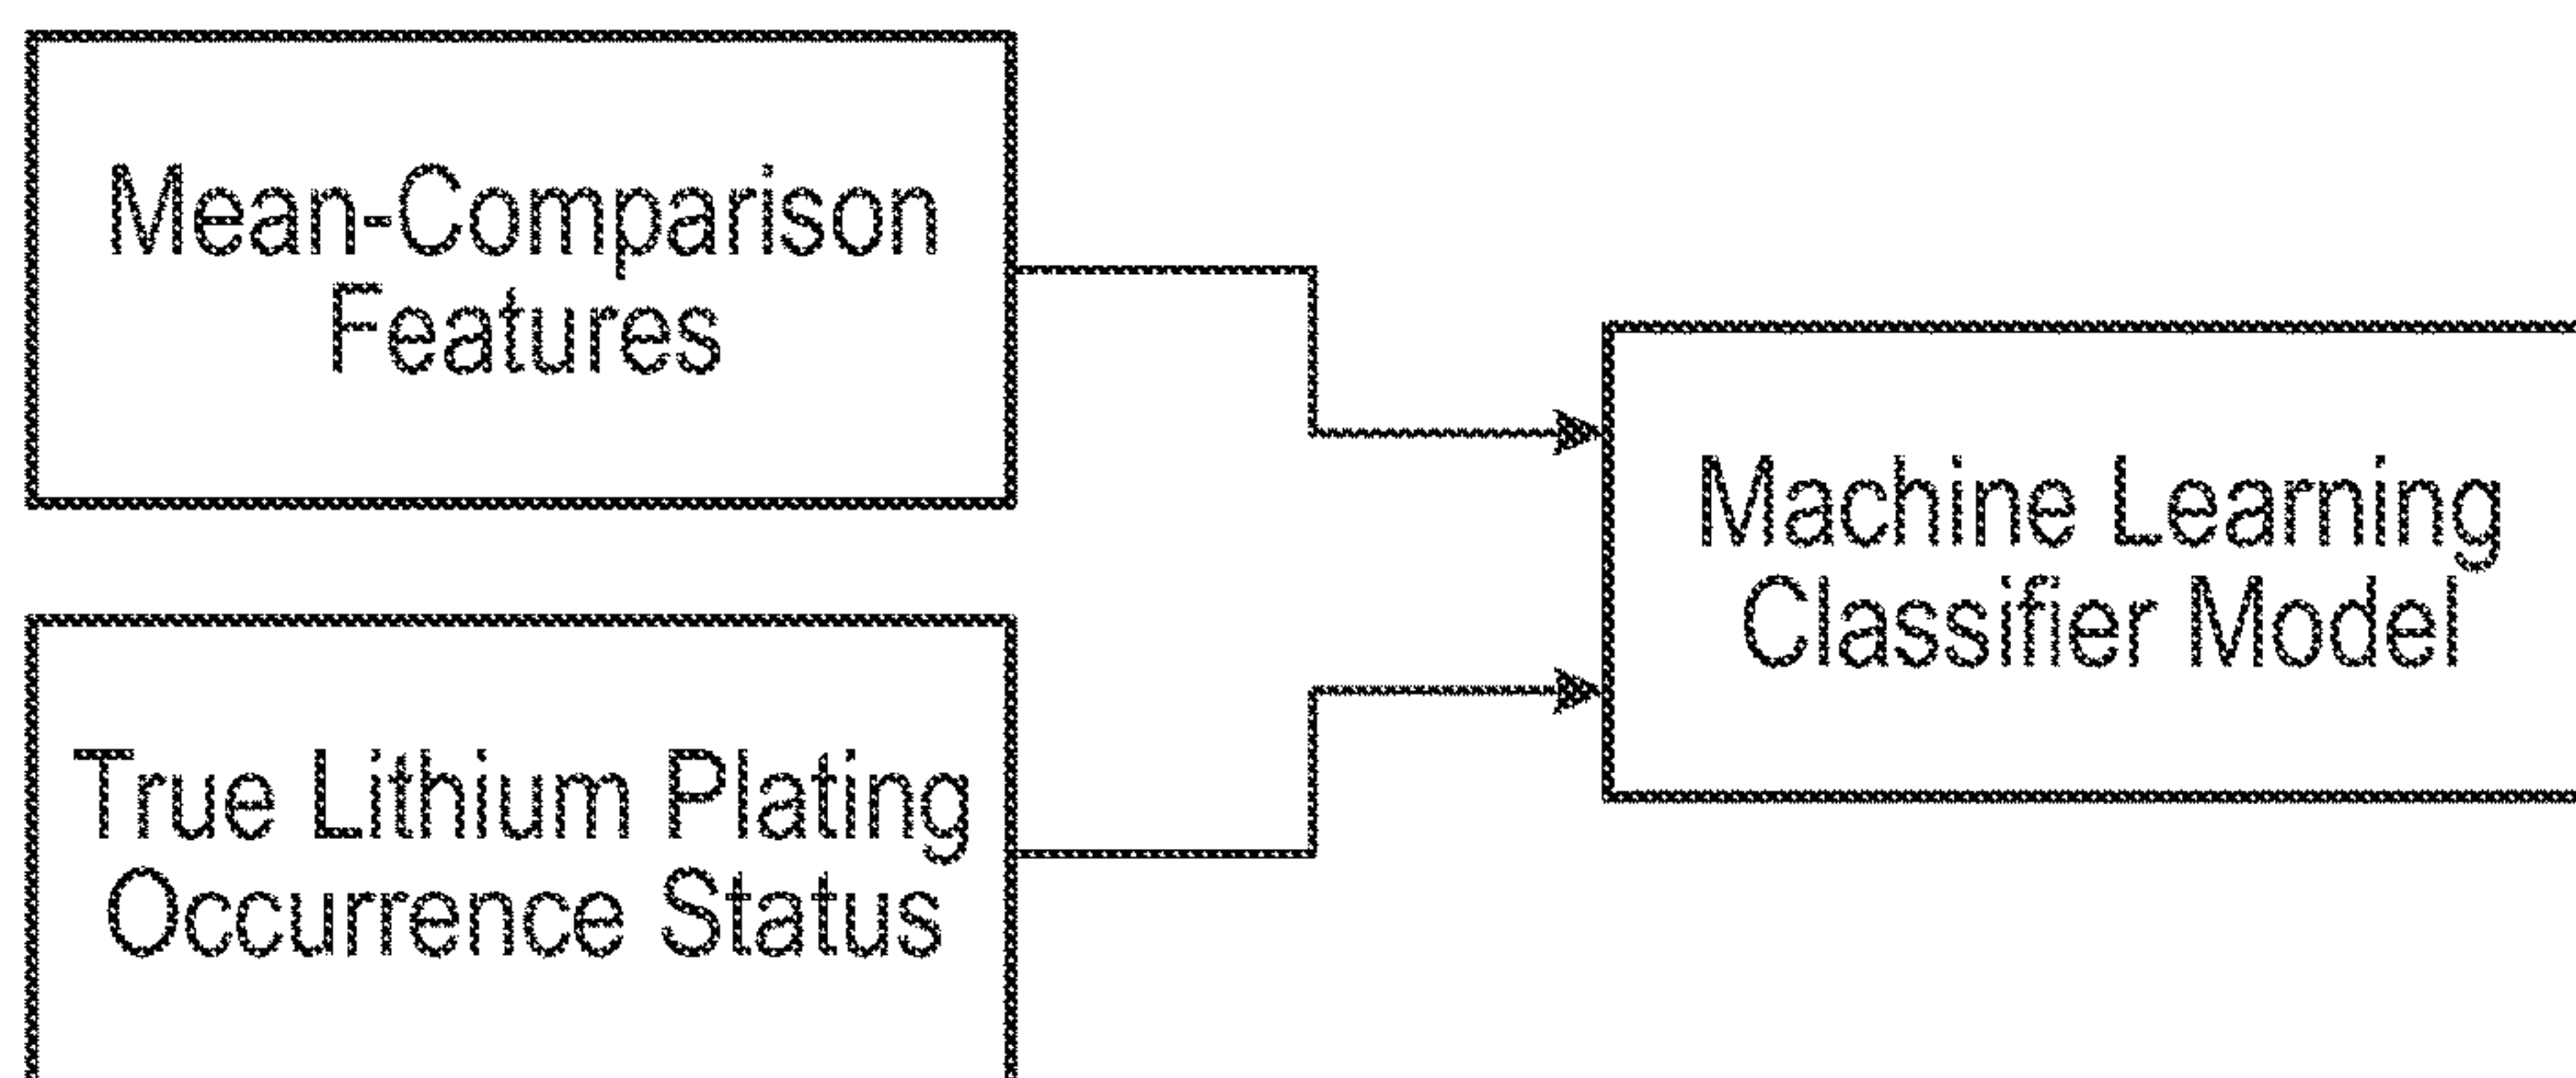 Mean-Comparison
Features
Machine Learning
Classifier Model
True Lithium Plating
Occurrence Status